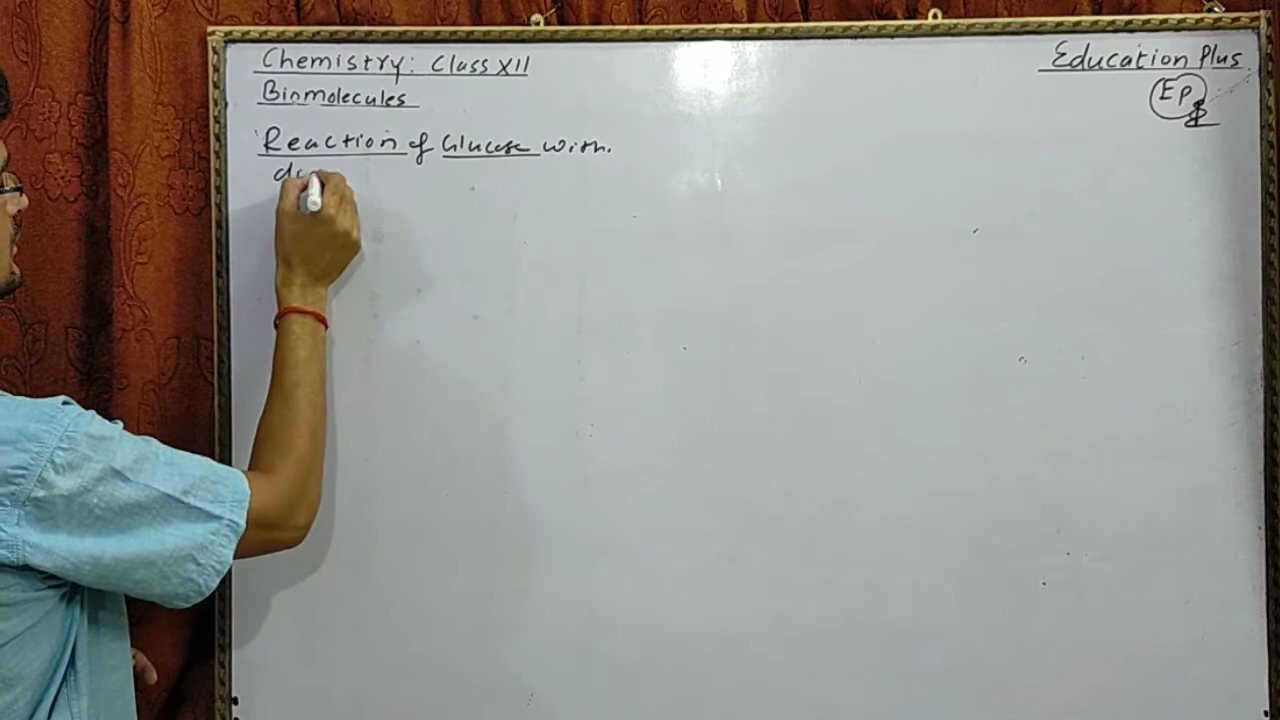 Chemistry: Class XII
Education Plus
EP
Biomolecules
Reaction of Glucose with.